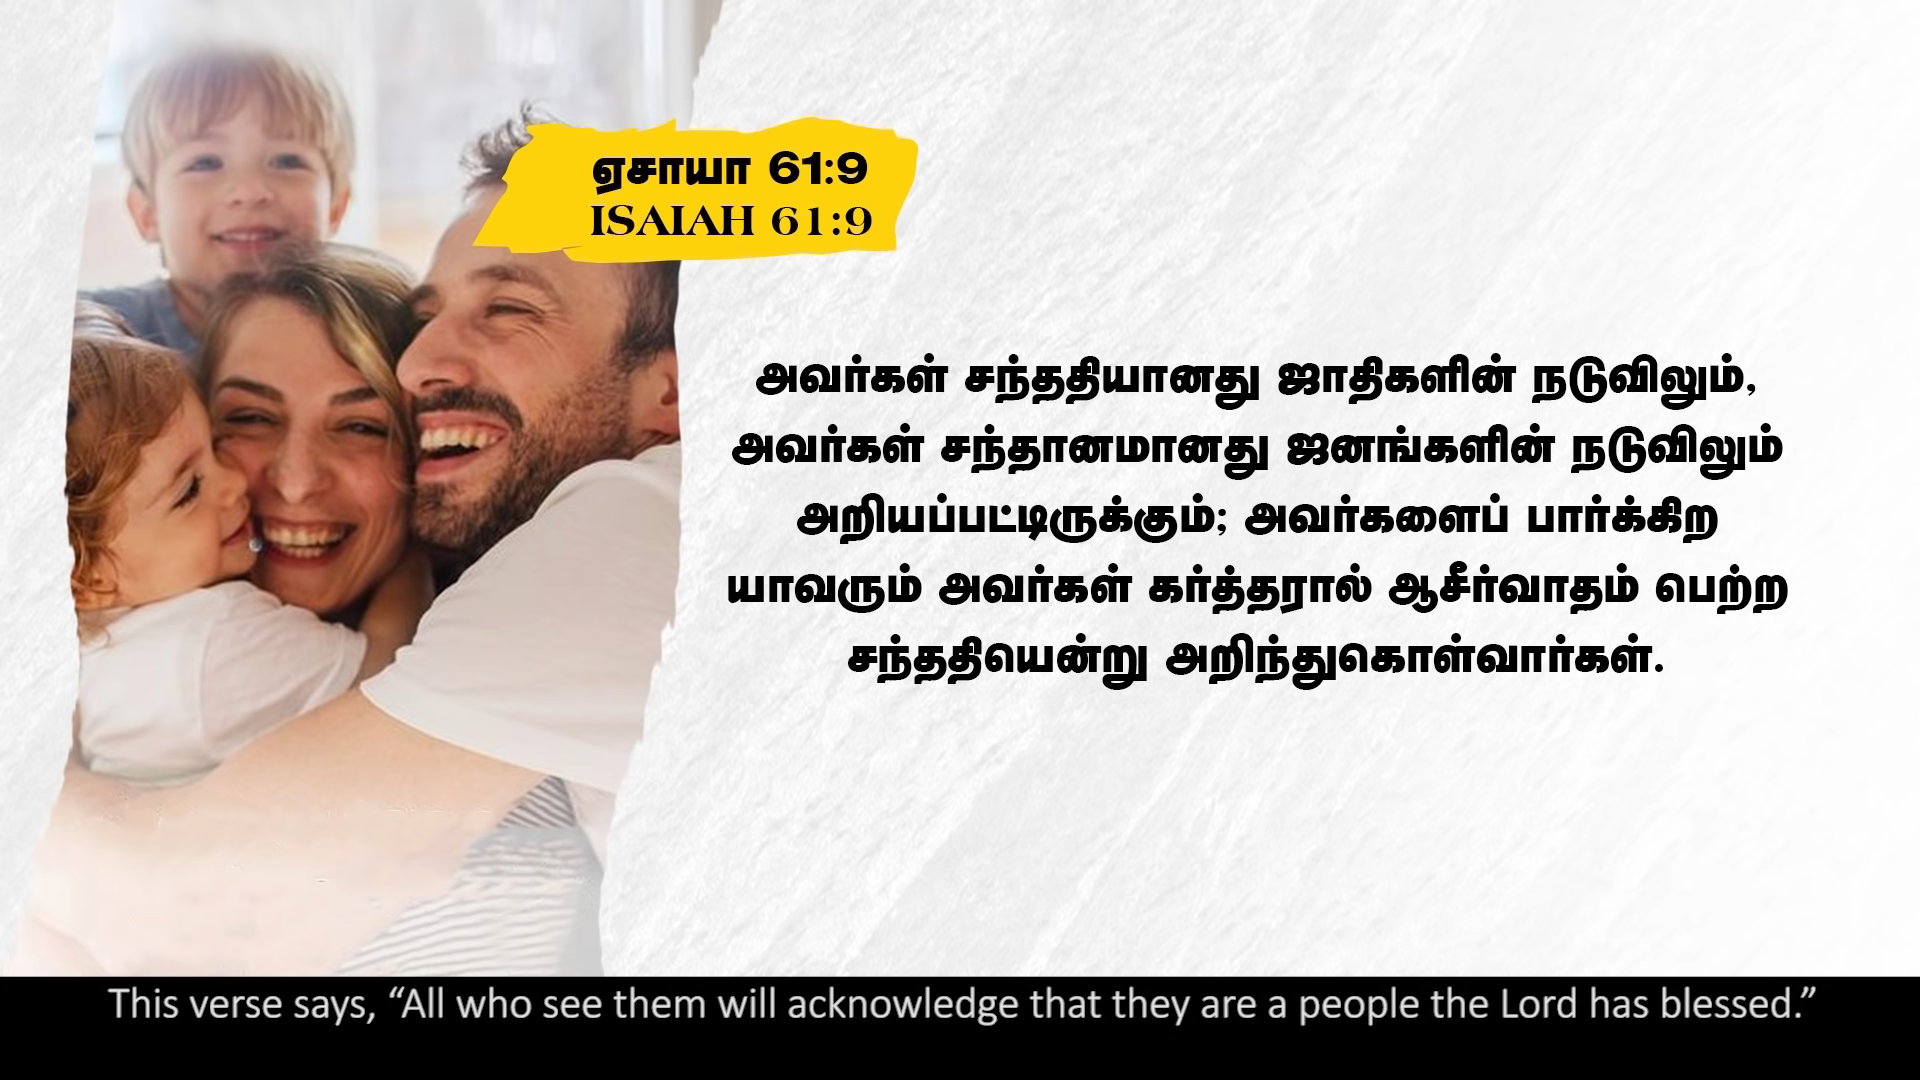 ஏசாயா 61:9
ISAIAH 61:9
அவர்கள் சந்ததியானது ஜாதிகளின் நடுவிலும்,
அவர்கள் சந்தானமானது ஜனங்களின் நடுவிலும்
அறியப்பட்டிருக்கும்; அவர்களைப் பார்க்கிற
யாவரும் அவர்கள் கர்த்தரால் ஆசீர்வாதம் பெற்ற
சந்ததியென்று அறிந்துகொள்வார்கள்.
This verse says, “All who see them will acknowledge that they are a people the Lord has blessed.”